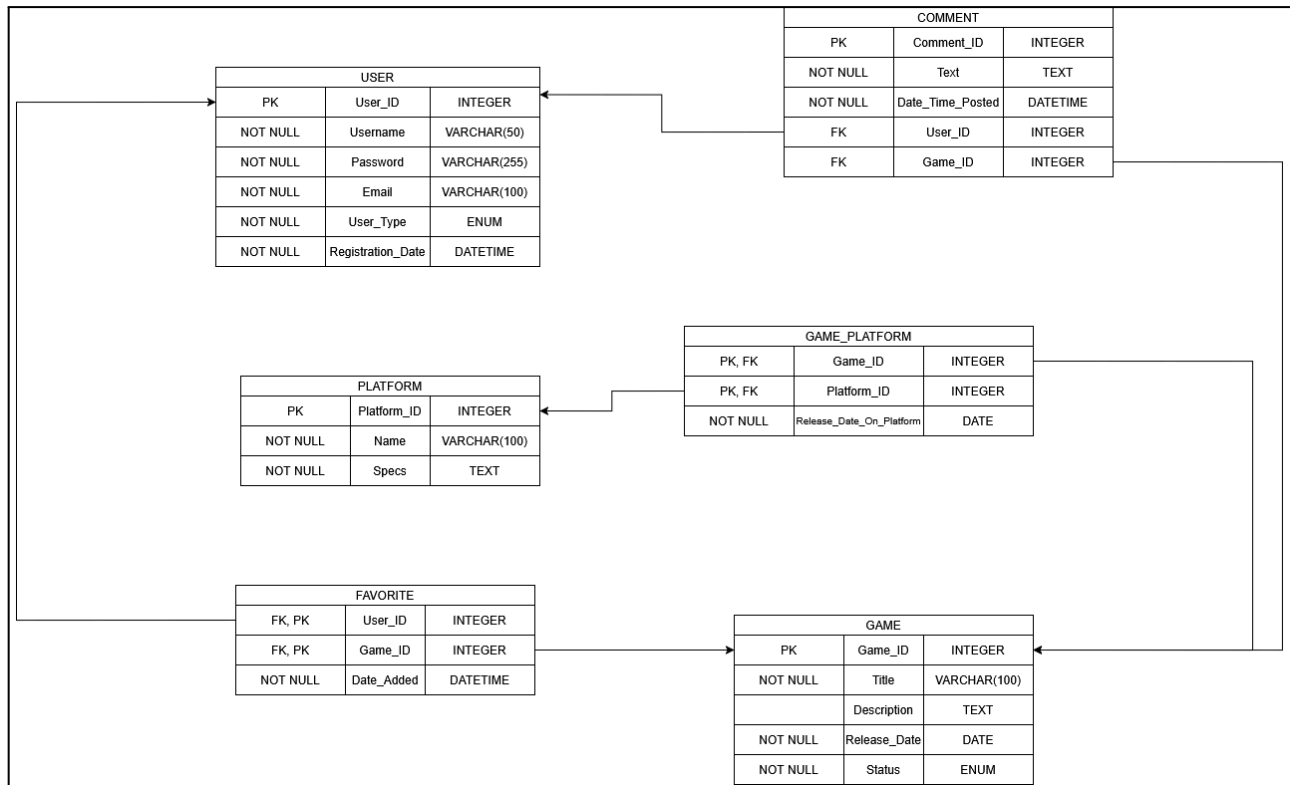 COMMENT
PK Comment_ID INTEGER
NOT NULL Text TEXT
NOT NULL Date_Time_Posted DATETIME
FK User_ID INTEGER
FK Game_ID INTEGER
USER
PK User_ID INTEGER
NOT NULL Username VARCHAR(50)
NOT NULL Password VARCHAR(255)
NOT NULL Email VARCHAR(100)
NOT NULL User_Type ENUM
NOT NULL Registration_Date DATETIME
GAME_PLATFORM
PK, FK Game_ID INTEGER
PK, FK Platform_ID INTEGER
NOT NULL Release_Date_On_Platform DATE
PLATFORM
PK Platform_ID INTEGER
NOT NULL Name VARCHAR(100)
NOT NULL Specs TEXT
FAVORITE
FK, PK User_ID INTEGER
FK, PK Game_ID INTEGER
NOT NULL Date_Added DATETIME
GAME
PK Game_ID INTEGER
NOT NULL Title VARCHAR(100)
Description TEXT
NOT NULL Release_Date DATE
NOT NULL Status ENUM